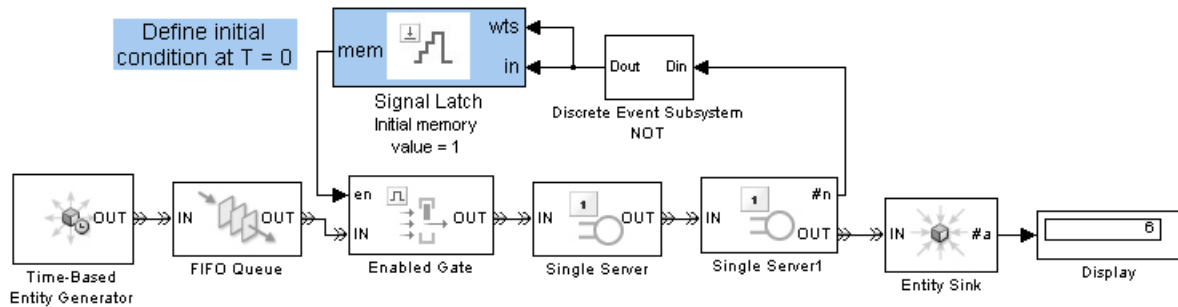 Define initial
condition at T = 0
mem
wts
in
Signal Latch
Initial memory
value = 1
Dout
Din
Discrete Event Subsystem
NOT
OUT
Time-Based
Entity Generator
IN
OUT
FIFO Queue
en
IN
OUT
Enabled Gate
1
IN
OUT
Single Server
1
#n
IN
OUT
Single Server1
IN
#a
Entity Sink
6
Display